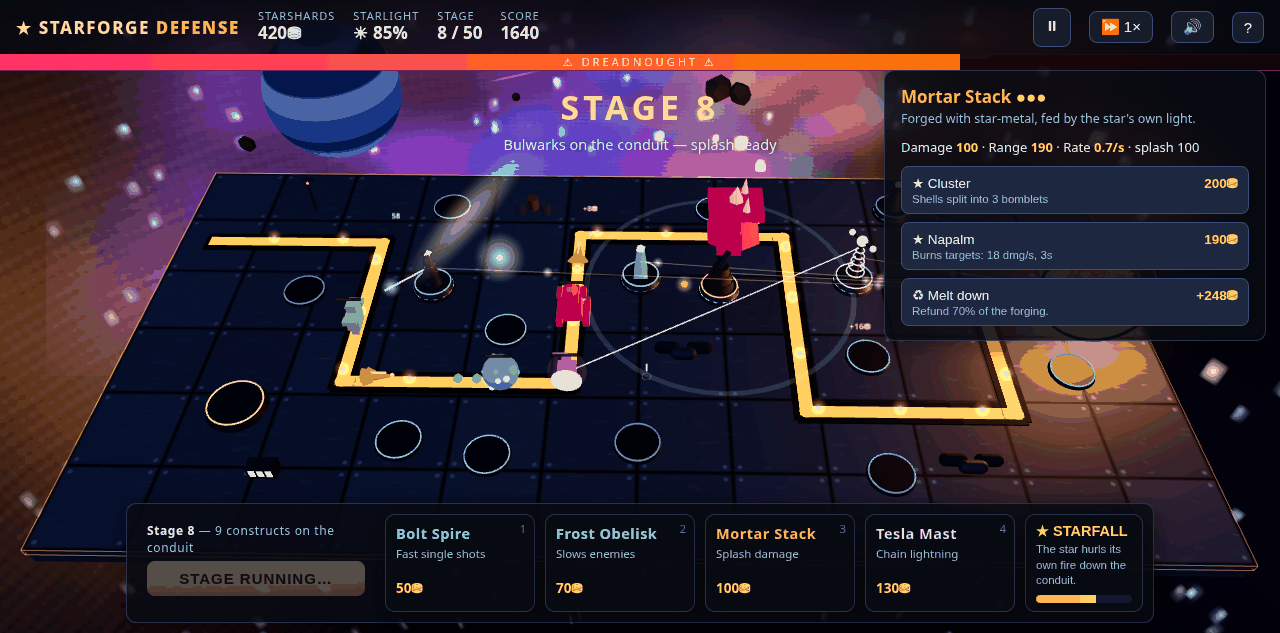 ★ STARFORGE DEFENSE
STARSHARDS
420
STARLIGHT
☀ 85%
STAGE
8 / 50
SCORE
1640
⏸
⏩ 1×
🔊
?
⚠ DREADNOUGHT ⚠
STAGE 8
Bulwarks on the conduit — splash ready
Mortar Stack ●●●
Forged with star-metal, fed by the star's own light.
Damage 100 · Range 190 · Rate 0.7/s · splash 100
★ Cluster
200
Shells split into 3 bomblets
★ Napalm
190
Burns targets: 18 dmg/s, 3s
♻ Melt down
+248
Refund 70% of the forging.
58
+16
Stage 8 — 9 constructs on the
conduit
STAGE RUNNING…
Bolt Spire
1
Fast single shots
50
Frost Obelisk
2
Slows enemies
70
Mortar Stack
3
Splash damage
100
Tesla Mast
4
Chain lightning
130
★ STARFALL
The star hurls its
own fire down the
conduit.